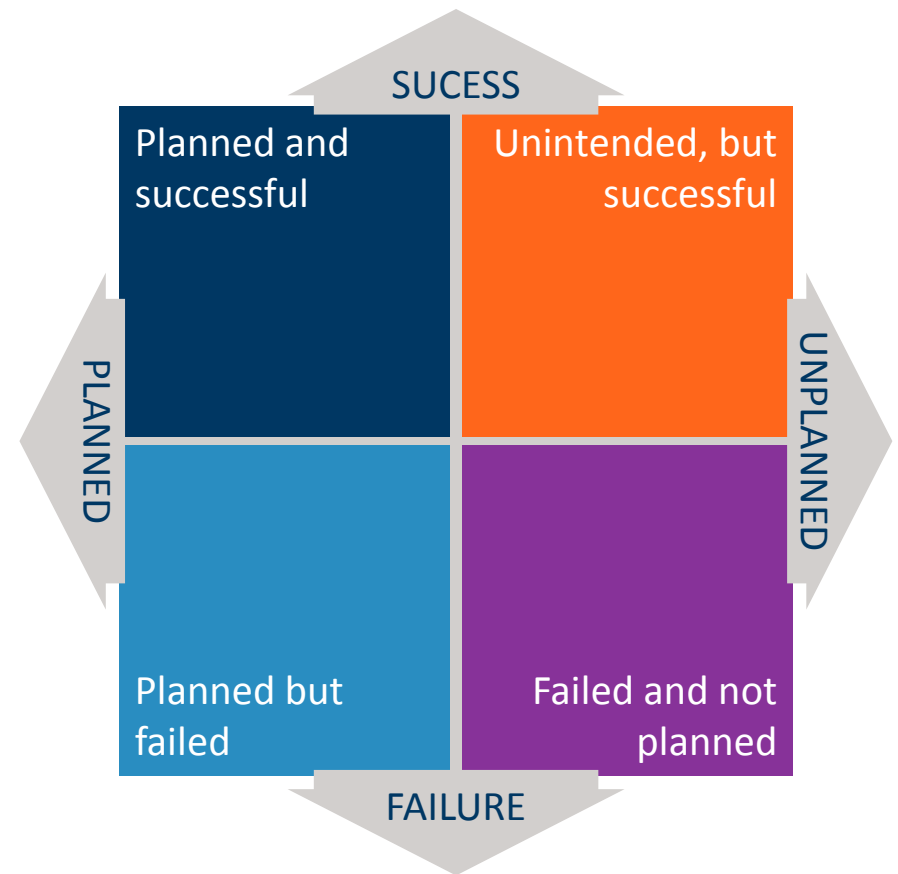 SUCESS
Planned and
successful
Unintended, but
successful
PLANNED
UNPLANNED
Planned but
failed
Failed and not
planned
FAILURE